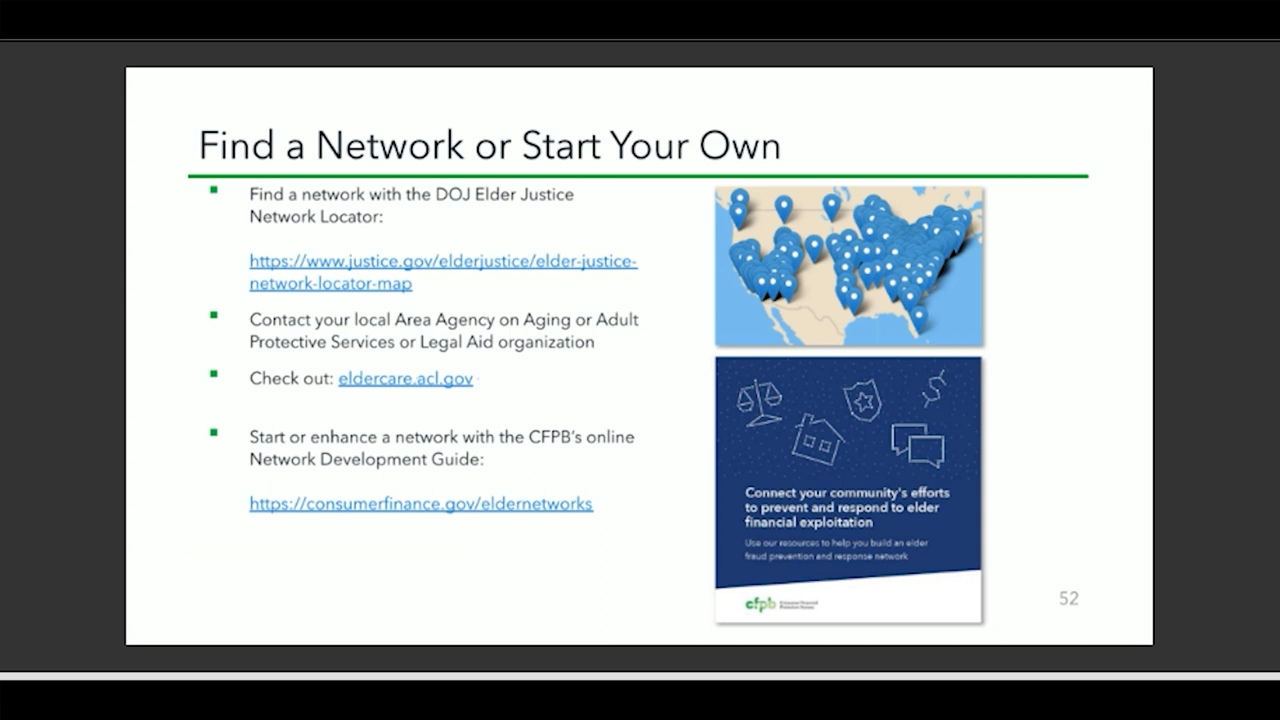 Find a Network or Start Your Own
Find a network with the DOJ Elder Justice
Network Locator:
https://www.justice.gov/elderjustice/elder-justice-
network-locator-map
Contact your local Area Agency on Aging or Adult
Protective Services or Legal Aid organization
Check out: eldercare.acl.gov
Start or enhance a network with the CFPB's online
Network Development Guide:
https://consumerfinance.gov/eldernetworks
Connect your community's efforts
to prevent and respond to elder
financial exploitation
Use our resources to help you build an elder
fraud prevention and response network
cfpb
Consumer Financial
Protection Bureau
52